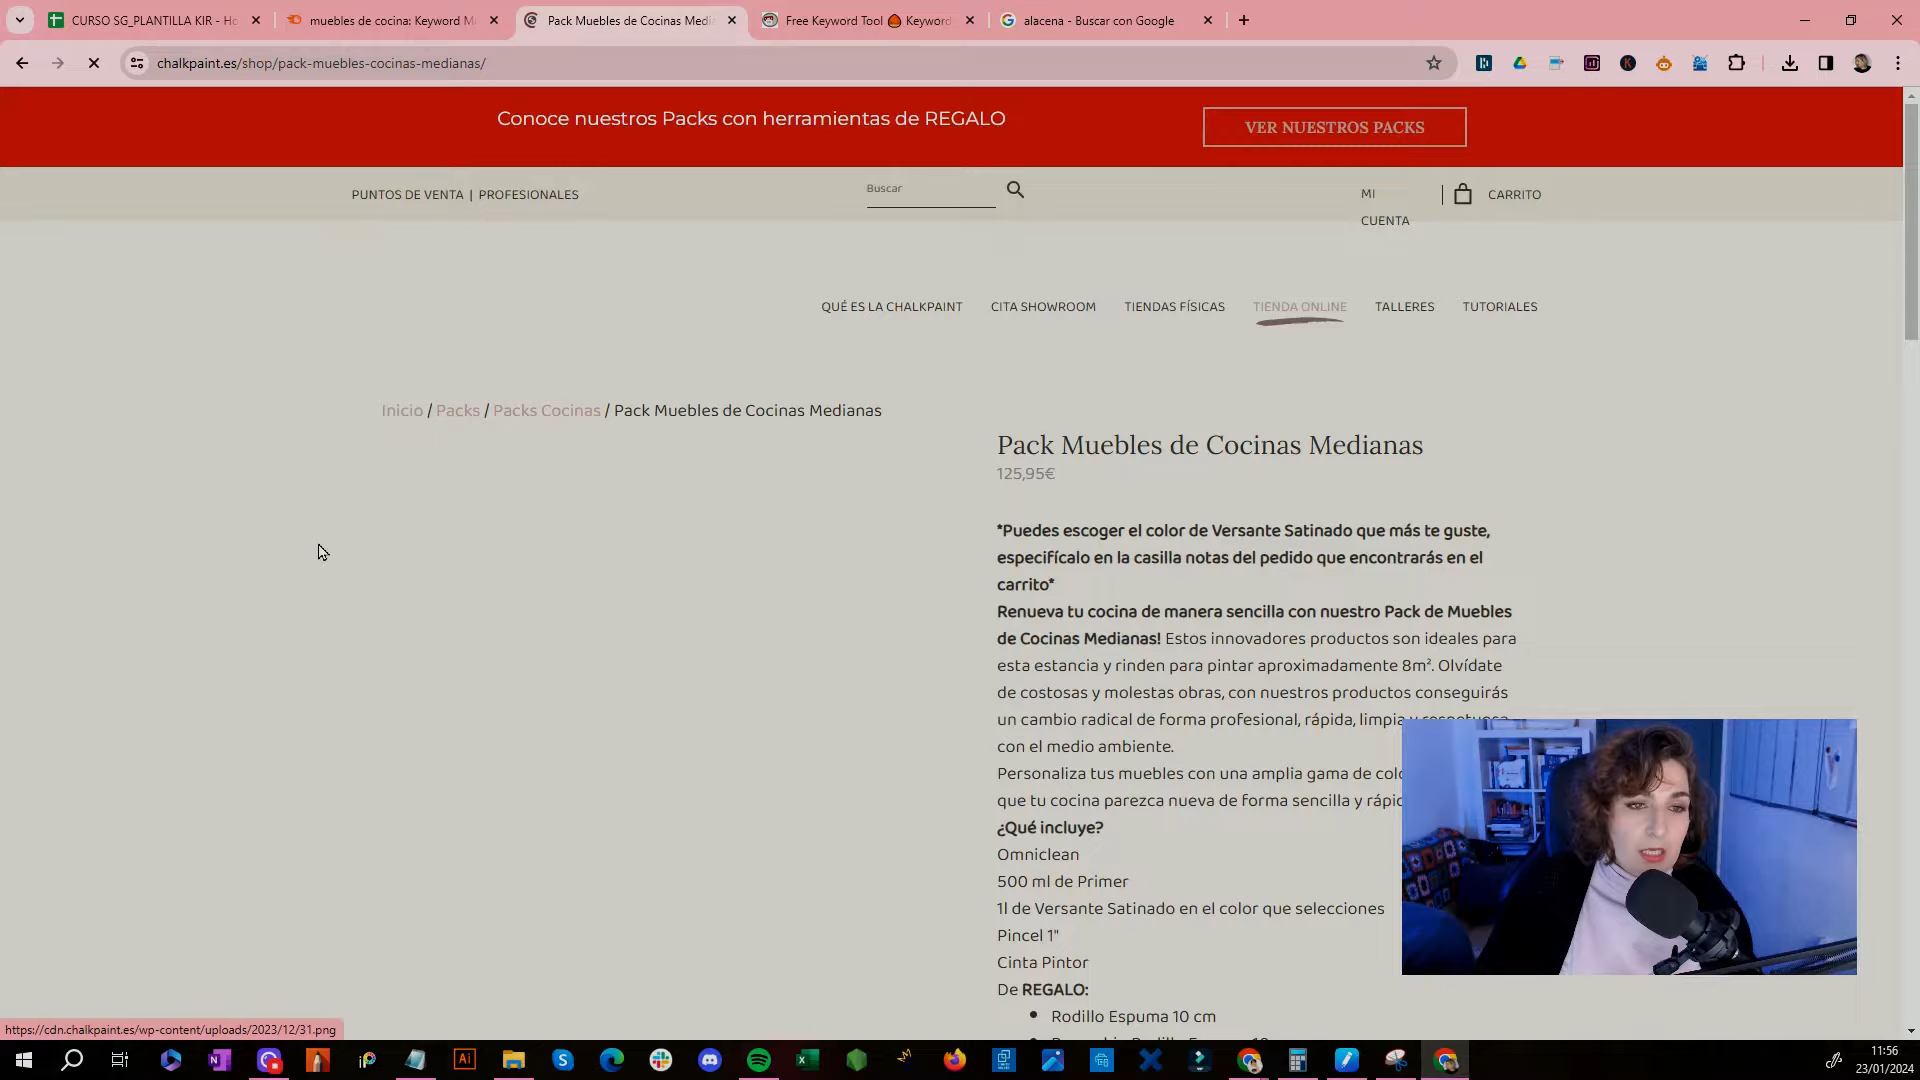 CURSO SG_PLANTILLA KIR - Ho
muebles de cocina: Keyword M
Pack Muebles de Cocinas Media
Free Keyword Tool 🌰 Keyword
alacena - Buscar con Google
chalkpaint.es/shop/pack-muebles-cocinas-medianas/
Conoce nuestros Packs con herramientas de REGALO
VER NUESTROS PACKS
PUNTOS DE VENTA | PROFESIONALES
Buscar
MI
CUENTA
CARRITO
QUÉ ES LA CHALKPAINT
CITA SHOWROOM
TIENDAS FÍSICAS
TIENDA ONLINE
TALLERES
TUTORIALES
Inicio / Packs / Packs Cocinas / Pack Muebles de Cocinas Medianas
Pack Muebles de Cocinas Medianas
125,95€
*Puedes escoger el color de Versante Satinado que más te guste,
especifícalo en la casilla notas del pedido que encontrarás en el
carrito*
Renueva tu cocina de manera sencilla con nuestro Pack de Muebles
de Cocinas Medianas! Estos innovadores productos son ideales para
esta estancia y rinden para pintar aproximadamente 8m². Olvídate
de costosas y molestas obras, con nuestros productos conseguirás
un cambio radical de forma profesional, rápida, limpia y respetuosa
con el medio ambiente.
Personaliza tus muebles con una amplia gama de colo
que tu cocina parezca nueva de forma sencilla y rápic
¿Qué incluye?
Omniclean
500 ml de Primer
1l de Versante Satinado en el color que selecciones
Pincel 1"
Cinta Pintor
De REGALO:
Rodillo Espuma 10 cm
https://cdn.chalkpaint.es/wp-content/uploads/2023/12/31.png
11:56
23/01/2024